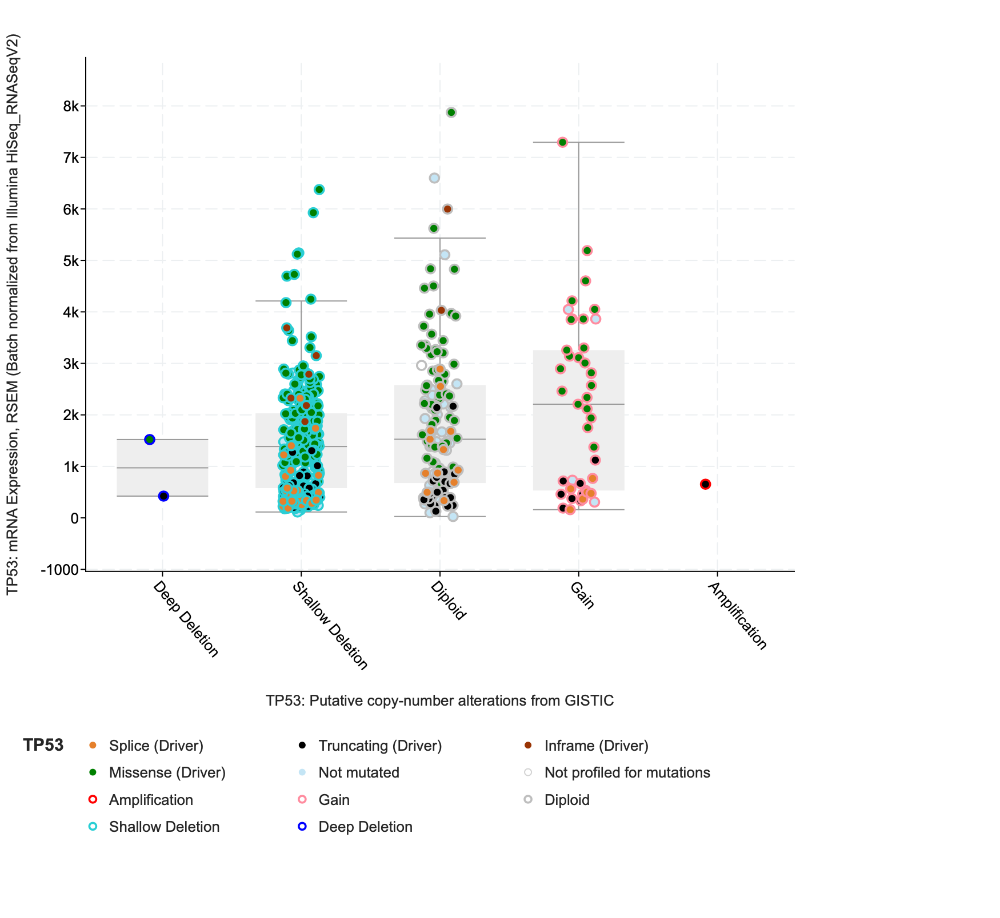 TP53: mRNA Expression, RSEM (Batch normalized from Illumina HiSeq_RNASeqV2)
8k
7k
6k
5k
4k
3k
2k
1k
0
-1000
Deep Deletion
Shallow Deletion
Diploid
Gain
Amplification
TP53: Putative copy-number alterations from GISTIC
TP53
Splice (Driver)
Truncating (Driver)
Inframe (Driver)
Missense (Driver)
Not mutated
Not profiled for mutations
Amplification
Gain
Diploid
Shallow Deletion
Deep Deletion